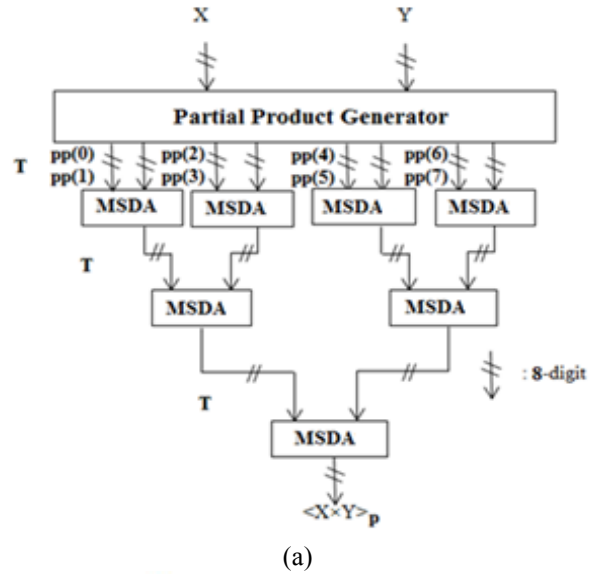 X Y
Partial Product Generator
T pp(0) pp(2) pp(4) pp(6)
pp(1) pp(3) pp(5) pp(7)
MSDA MSDA MSDA MSDA
T
MSDA MSDA
: 8-digit
T
MSDA
<X×Y>p
(a)